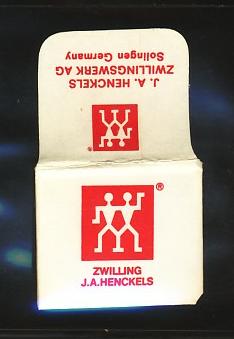 J. A. HENCKELS
ZWILLINGSWERK AG
Solingen Germany
®
®
ZWILLING
J.A.HENCKELS